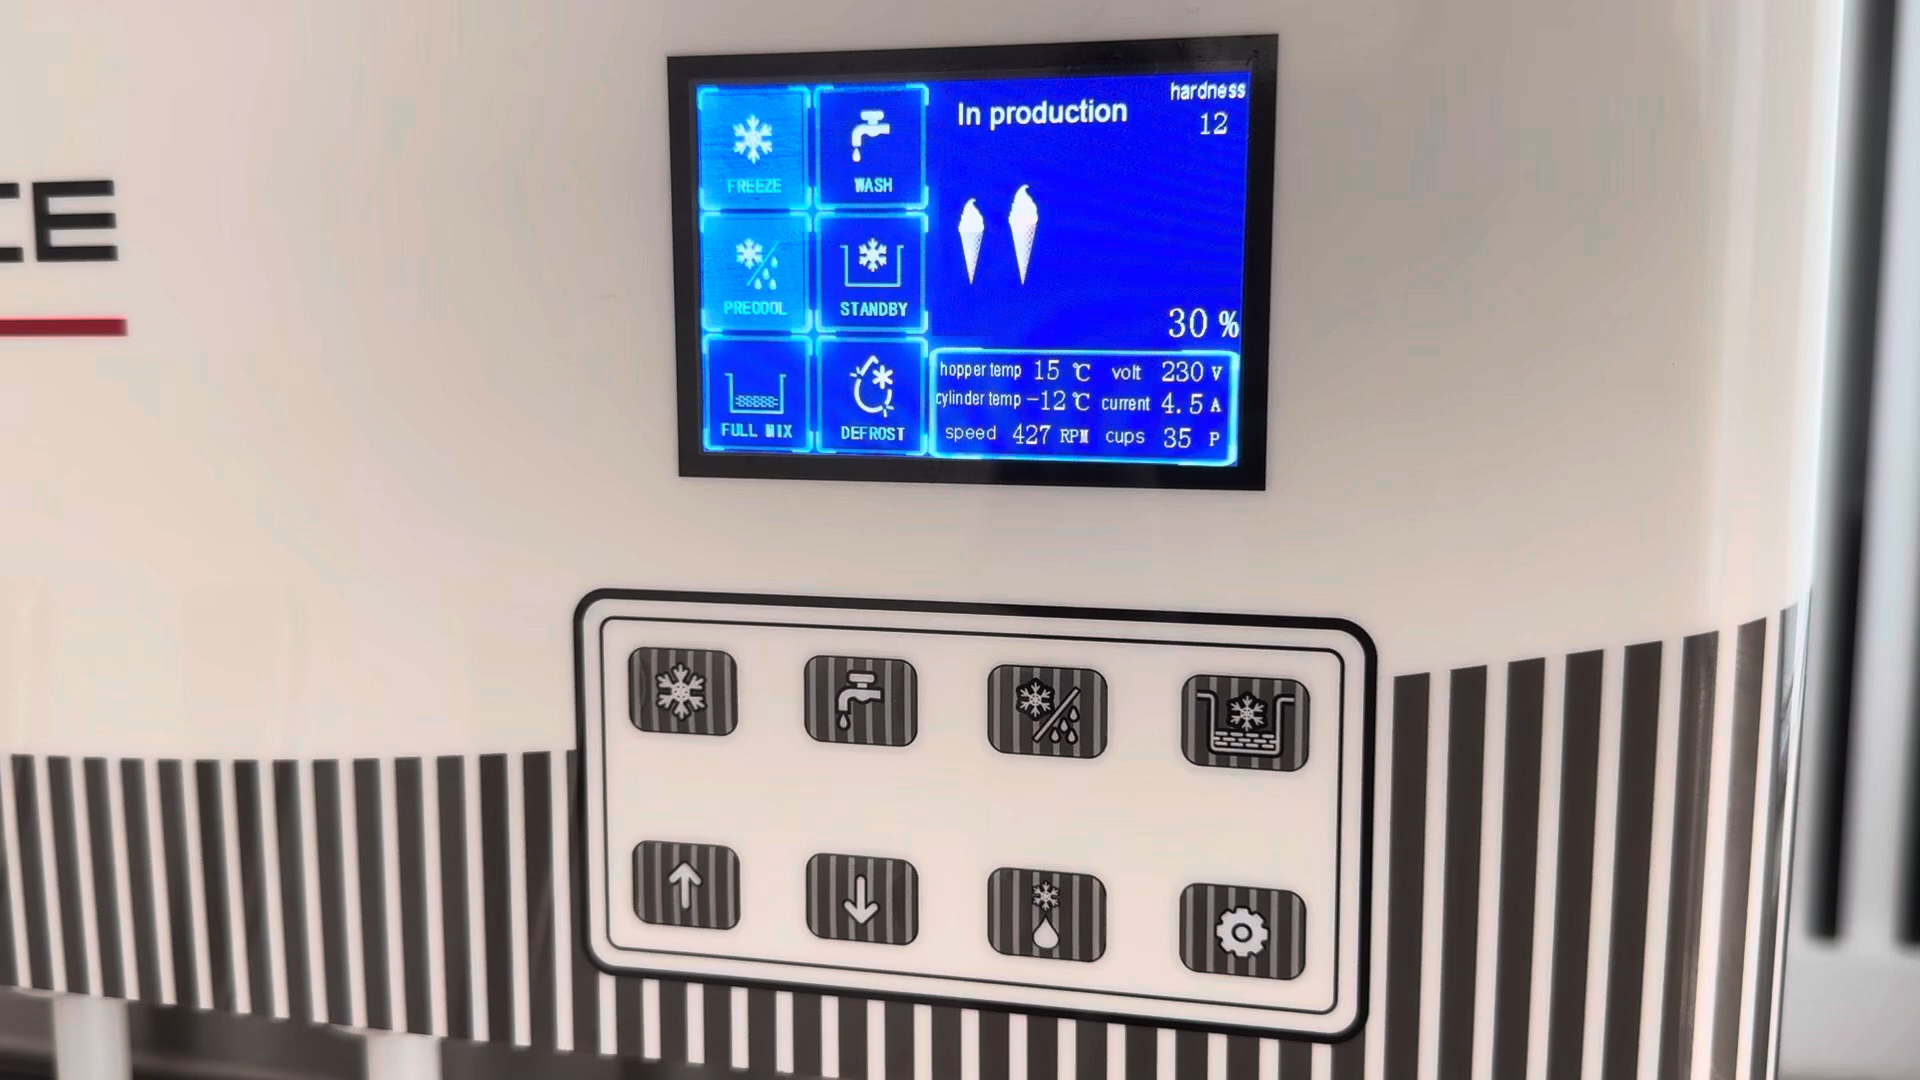 CE
FREEZE
WASH
PRECOOL
STANDBY
FULL MIX
DEFROST
In production
hardness
12
30 %
hopper temp 15 ℃ volt 230 V
cylinder temp -12 ℃ current 4.5 A
speed 427 RPM cups 35 P